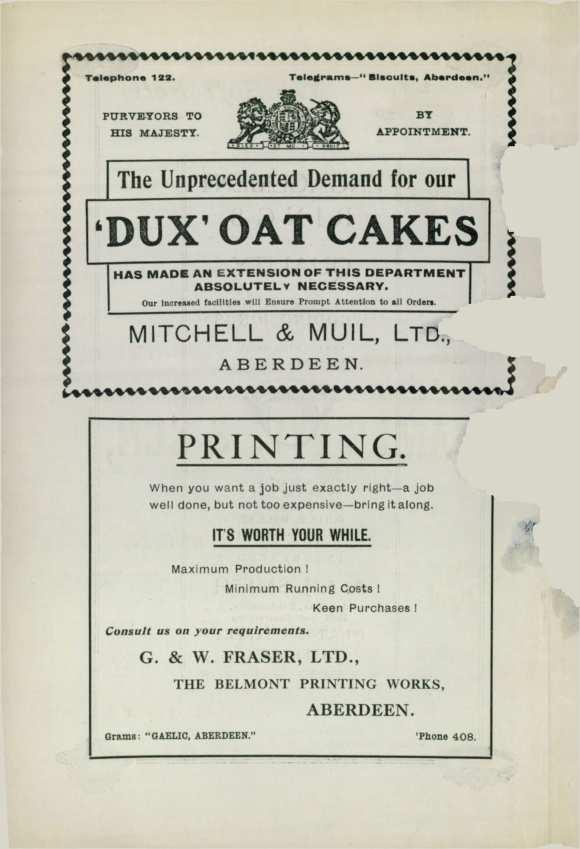 Telephone 122.
Telegrams—"Biscuits, Aberdeen."
PURVEYORS TO
HIS MAJESTY.
BY
APPOINTMENT.
The Unprecedented Demand for our
'DUX' OAT CAKES
HAS MADE AN EXTENSION OF THIS DEPARTMENT
ABSOLUTELY NECESSARY.
Our increased facilities will Ensure Prompt Attention to all Orders.
MITCHELL & MUIL, LTD.,
ABERDEEN.
PRINTING.
When you want a job just exactly right—a job
well done, but not too expensive—bring it along.
IT'S WORTH YOUR WHILE.
Maximum Production !
Minimum Running Costs !
Keen Purchases !
Consult us on your requirements.
G. & W. FRASER, LTD.,
THE BELMONT PRINTING WORKS,
ABERDEEN.
Grams: "GAELIC, ABERDEEN."
'Phone 408.